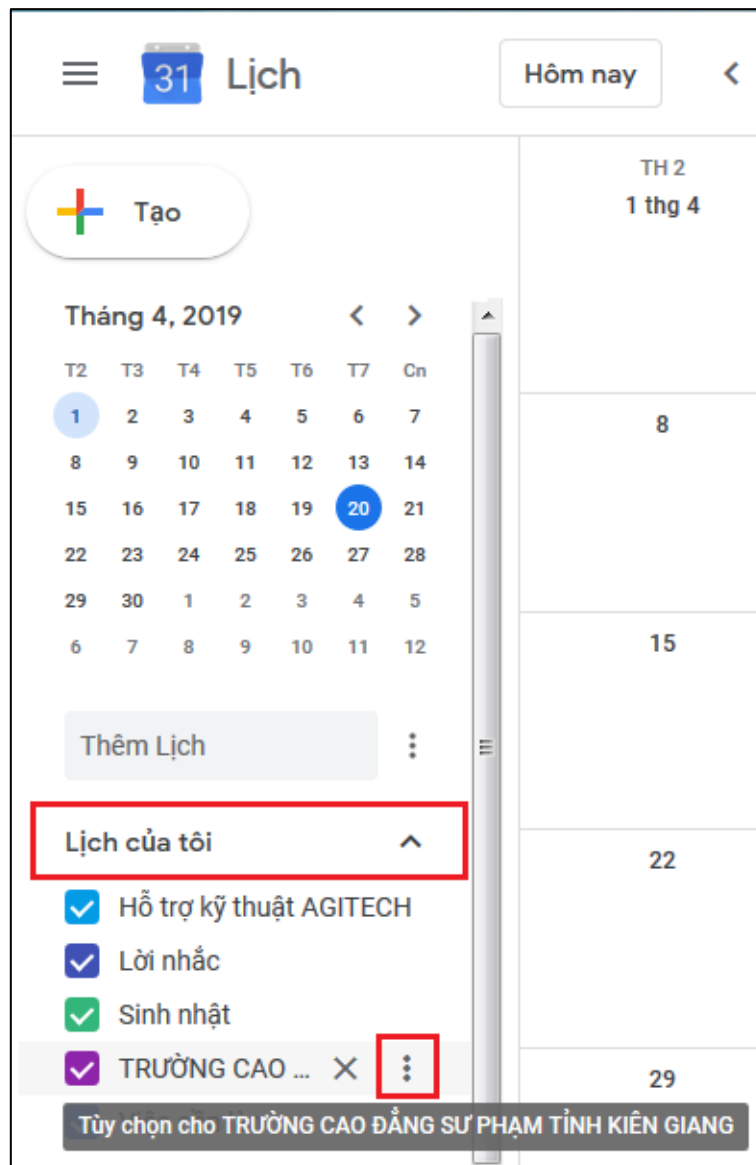 31 Lịch Hôm nay
TH 2
1 thg 4
Tạo
Tháng 4, 2019
T2 T3 T4 T5 T6 T7 Cn
1 2 3 4 5 6 7
8 9 10 11 12 13 14
15 16 17 18 19 20 21
22 23 24 25 26 27 28
29 30 1 2 3 4 5
6 7 8 9 10 11 12
8
15
Thêm Lịch
Lịch của tôi
22
Hỗ trợ kỹ thuật AGITECH
Lời nhắc
Sinh nhật
TRƯỜNG CAO ...
29
Tùy chọn cho TRƯỜNG CAO ĐẲNG SƯ PHẠM TỈNH KIÊN GIANG